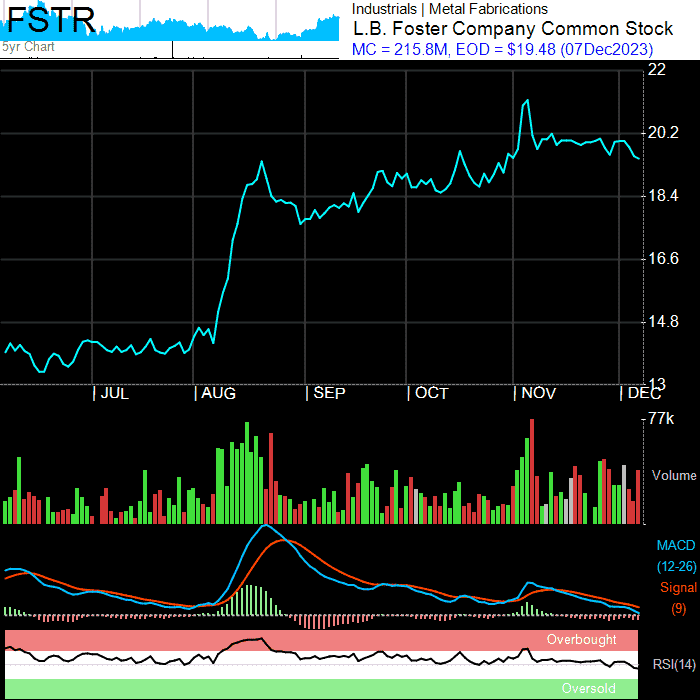 FSTR
5yr Chart
Industrials | Metal Fabrications
L.B. Foster Company Common Stock
MC = 215.8M, EOD = $19.48 (07Dec2023)
22
20.2
18.4
16.6
14.8
13
| JUL | AUG | SEP | OCT | NOV | DEC
77k
Volume
MACD
(12-26)
Signal
(9)
Overbought
RSI(14)
Oversold